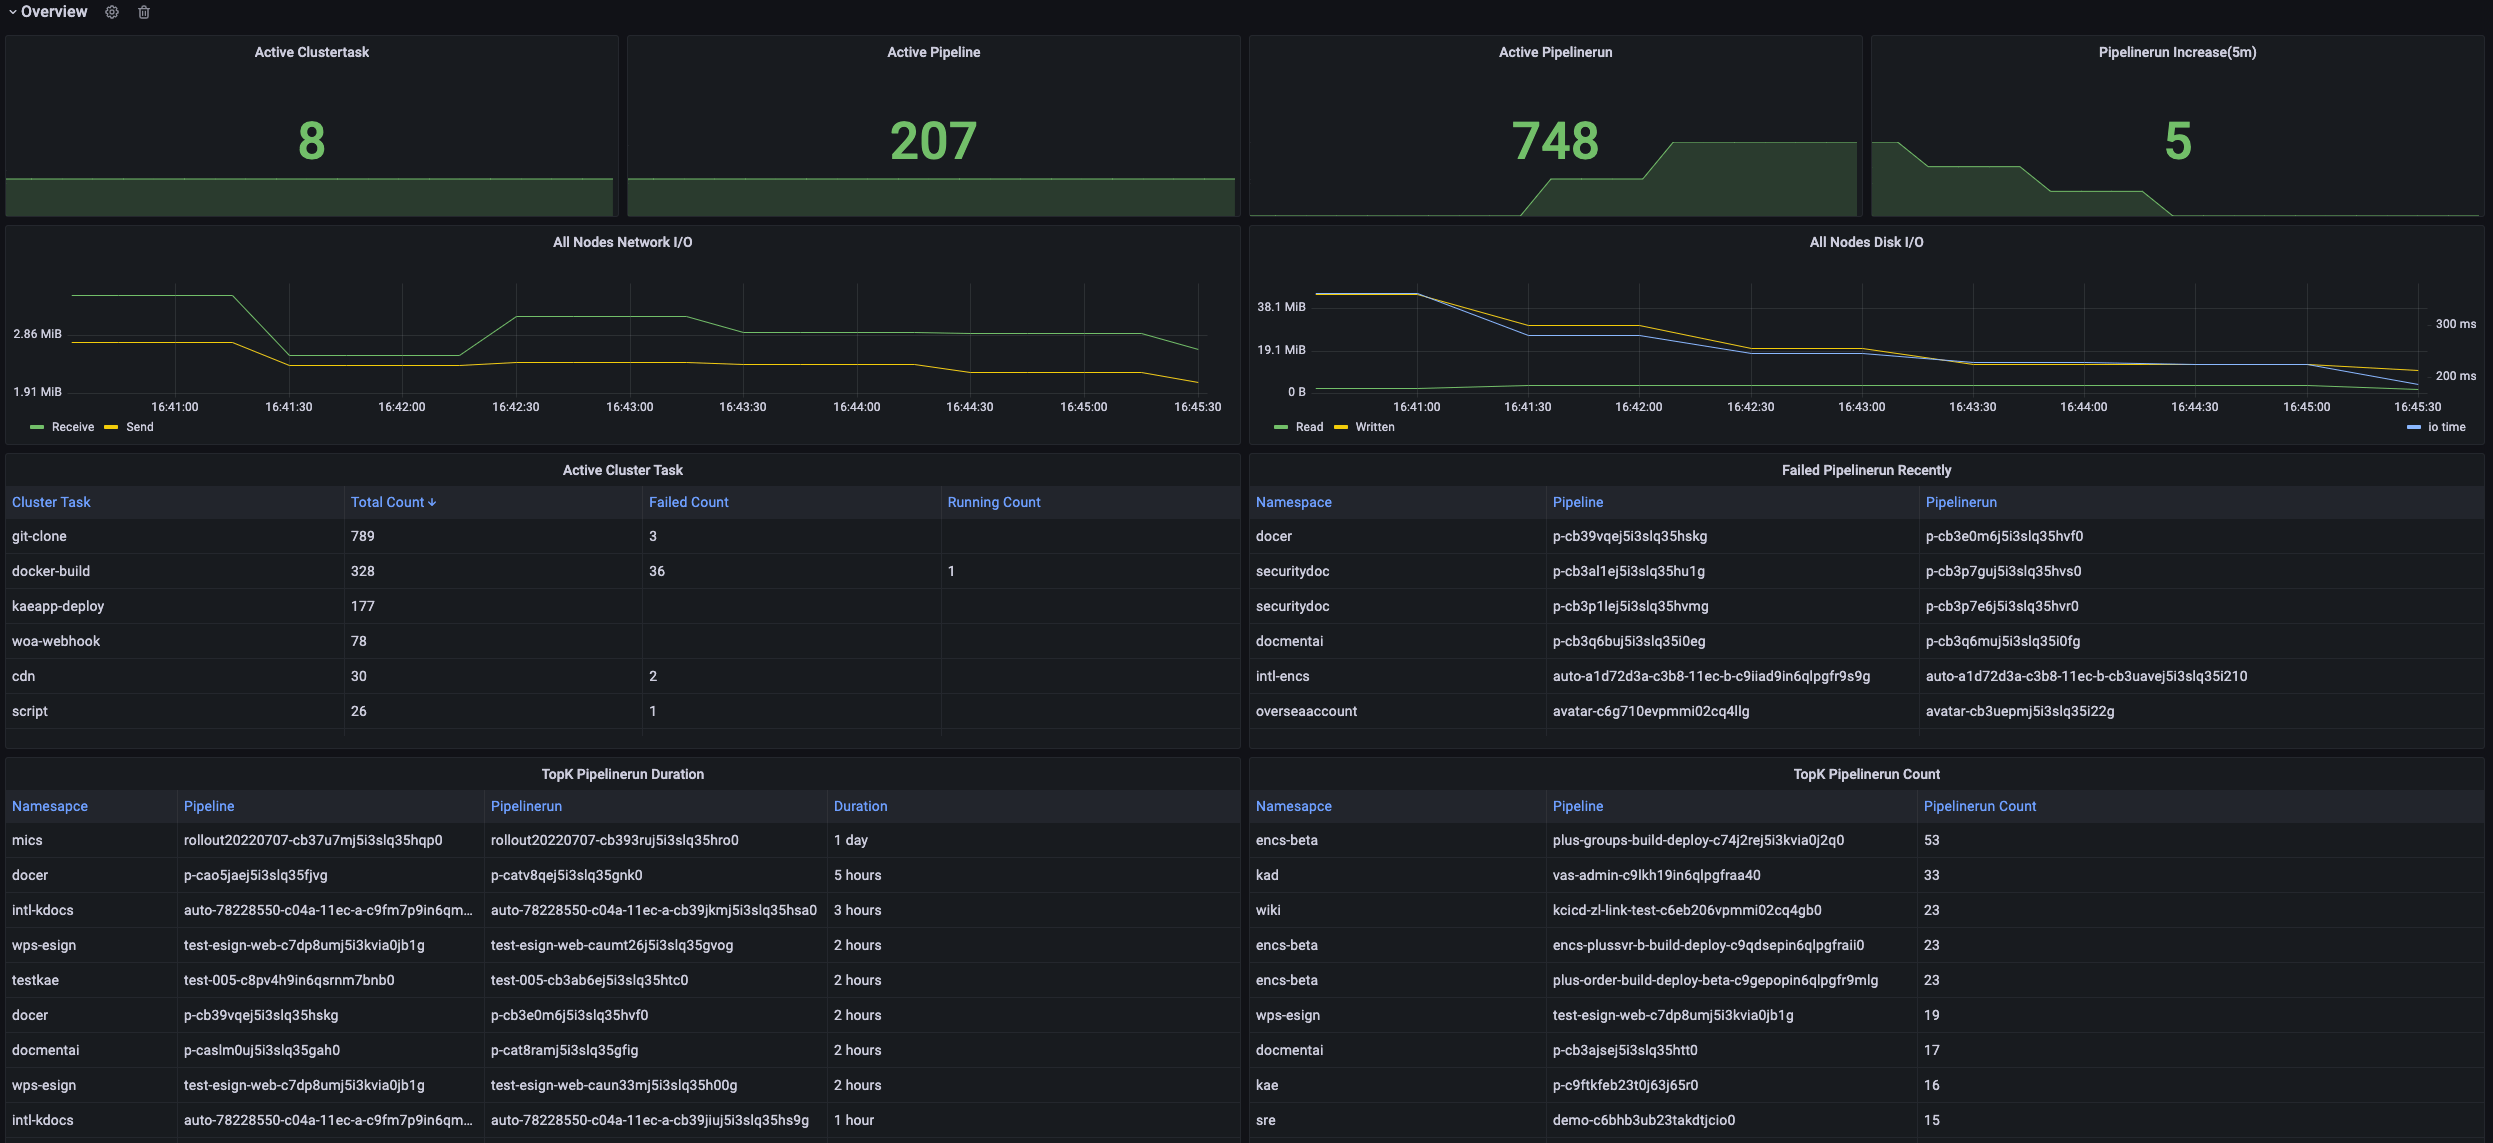 Overview
Active Clustertask
8
Active Pipeline
207
Active Pipelinerun
748
Pipelinerun Increase(5m)
5
All Nodes Network I/O
2.86 MiB
1.91 MiB
16:41:00 16:41:30 16:42:00 16:42:30 16:43:00 16:43:30 16:44:00 16:44:30 16:45:00 16:45:30
Receive Send
All Nodes Disk I/O
38.1 MiB
19.1 MiB
0 B
300 ms
200 ms
16:41:00 16:41:30 16:42:00 16:42:30 16:43:00 16:43:30 16:44:00 16:44:30 16:45:00 16:45:30
Read Written io time
Active Cluster Task
Cluster Task Total Count Failed Count Running Count
git-clone 789 3
docker-build 328 36 1
kaeapp-deploy 177
woa-webhook 78
cdn 30 2
script 26 1
Failed Pipelinerun Recently
Namespace Pipeline Pipelinerun
docer p-cb39vqej5i3slq35hskg p-cb3e0m6j5i3slq35hvf0
securitydoc p-cb3al1ej5i3slq35hu1g p-cb3p7guj5i3slq35hvs0
securitydoc p-cb3p1lej5i3slq35hvmg p-cb3p7e6j5i3slq35hvr0
docmentai p-cb3q6buj5i3slq35i0eg p-cb3q6muj5i3slq35i0fg
intl-encs auto-a1d72d3a-c3b8-11ec-b-c9iiad9in6qlpgfr9s9g auto-a1d72d3a-c3b8-11ec-b-cb3uavej5i3slq35i210
overseaaccount avatar-c6g710evpmmi02cq4llg avatar-cb3uepmj5i3slq35i22g
TopK Pipelinerun Duration
Namesapce Pipeline Pipelinerun Duration
mics rollout20220707-cb37u7mj5i3slq35hqp0 rollout20220707-cb393ruj5i3slq35hro0 1 day
docer p-cao5jaej5i3slq35fjvg p-catv8qej5i3slq35gnk0 5 hours
intl-kdocs auto-78228550-c04a-11ec-a-c9fm7p9in6qm... auto-78228550-c04a-11ec-a-cb39jkmj5i3slq35hsa0 3 hours
wps-esign test-esign-web-c7dp8umj5i3kvia0jb1g test-esign-web-caumt26j5i3slq35gvog 2 hours
testkae test-005-c8pv4h9in6qsrnm7bnb0 test-005-cb3ab6ej5i3slq35htc0 2 hours
docer p-cb39vqej5i3slq35hskg p-cb3e0m6j5i3slq35hvf0 2 hours
docmentai p-caslm0uj5i3slq35gah0 p-cat8ramj5i3slq35gfig 2 hours
wps-esign test-esign-web-c7dp8umj5i3kvia0jb1g test-esign-web-caun33mj5i3slq35h00g 2 hours
intl-kdocs auto-78228550-c04a-11ec-a-c9fm7p9in6qm... auto-78228550-c04a-11ec-a-cb39jiuj5i3slq35hs9g 1 hour
TopK Pipelinerun Count
Namesapce Pipeline Pipelinerun Count
encs-beta plus-groups-build-deploy-c74j2rej5i3kvia0j2q0 53
kad vas-admin-c9lkh19in6qlpgfraa40 33
wiki kcicd-zl-link-test-c6eb206vpmmi02cq4gb0 23
encs-beta encs-plussvr-b-build-deploy-c9qdsepin6qlpgfraii0 23
encs-beta plus-order-build-deploy-beta-c9gepopin6qlpgfr9mlg 23
wps-esign test-esign-web-c7dp8umj5i3kvia0jb1g 19
docmentai p-cb3ajsej5i3slq35htt0 17
kae p-c9ftkfeb23t0j63j65r0 16
sre demo-c6bhb3ub23takdtjcio0 15